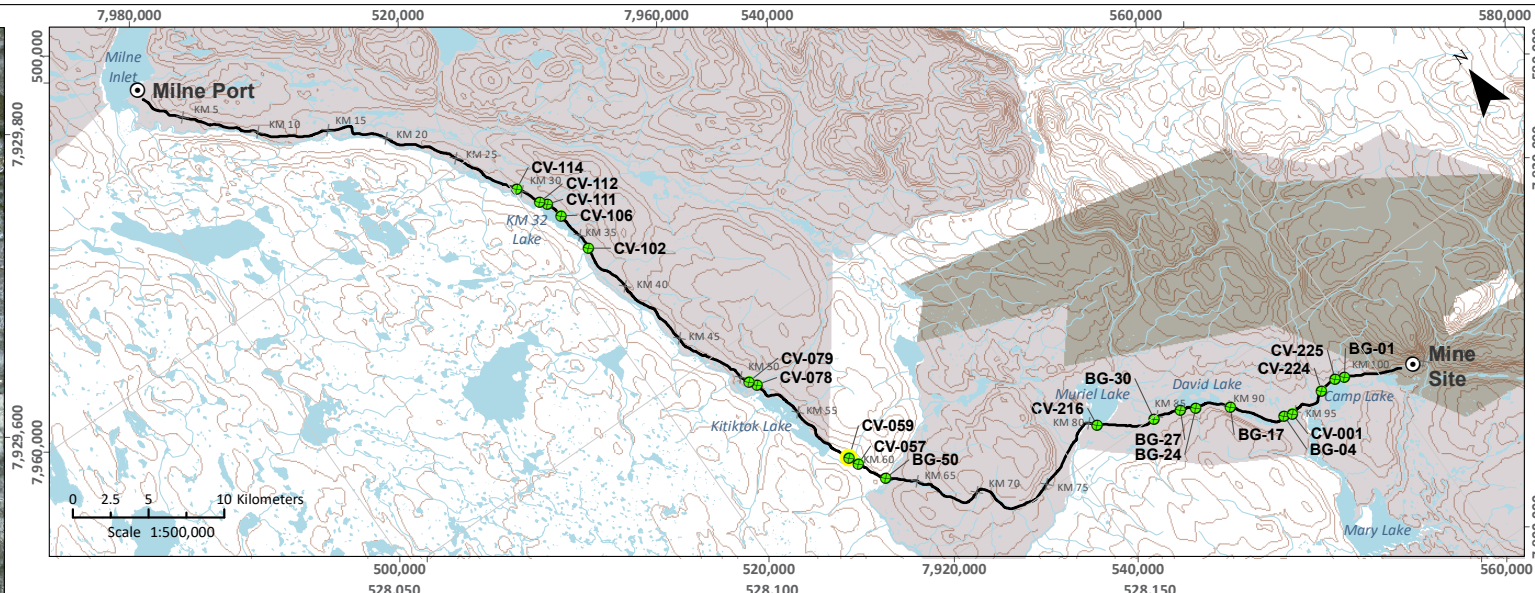 7,980,000
520,000
7,960,000
540,000
560,000
580,000
500,000
7,929,800
7,929,600
7,960,000
Milne
Inlet
Milne Port
KM 5
KM 10
KM 15
KM 20
KM 25
CV-114
KM 30
CV-112
CV-111
CV-106
KM 32
Lake
KM 35
CV-102
KM 40
KM 45
CV-079
KM 50
CV-078
KM 55
Kitiktok Lake
CV-059
CV-057
KM 60
BG-50
KM 65
KM 70
KM 75
CV-216
KM 80
Muriel Lake
BG-30
KM 85
David Lake
BG-27
BG-24
KM 90
BG-17
CV-225
CV-224
BG-01
KM 100
Mine
Site
Camp Lake
KM 95
CV-001
BG-04
Mary Lake
N
0 2.5 5 10 Kilometers
Scale 1:500,000
500,000
520,000
7,920,000
540,000
560,000
528,050
528,100
528,150